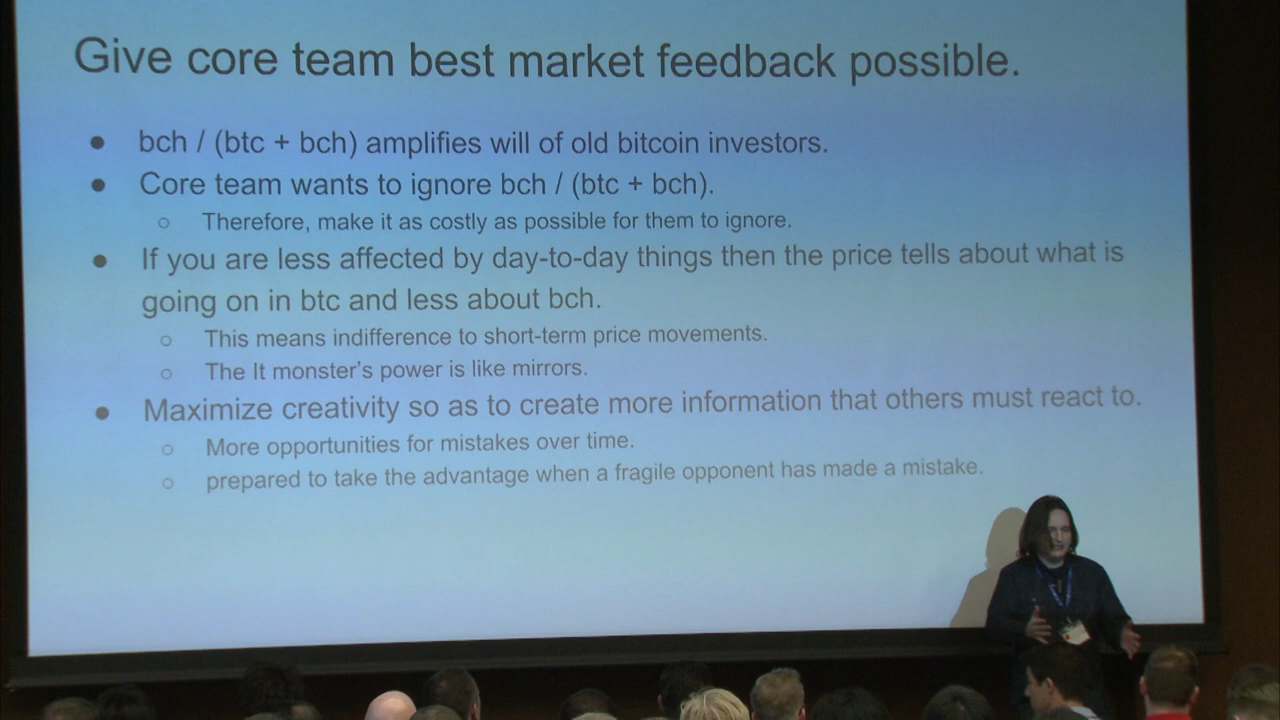 Give core team best market feedback possible.
● bch / (btc + bch) amplifies will of old bitcoin investors.
● Core team wants to ignore bch / (btc + bch).
○ Therefore, make it as costly as possible for them to ignore.
● If you are less affected by day-to-day things then the price tells about what is
going on in btc and less about bch.
○ This means indifference to short-term price movements.
○ The It monster's power is like mirrors.
● Maximize creativity so as to create more information that others must react to.
○ More opportunities for mistakes over time.
○ prepared to take the advantage when a fragile opponent has made a mistake.